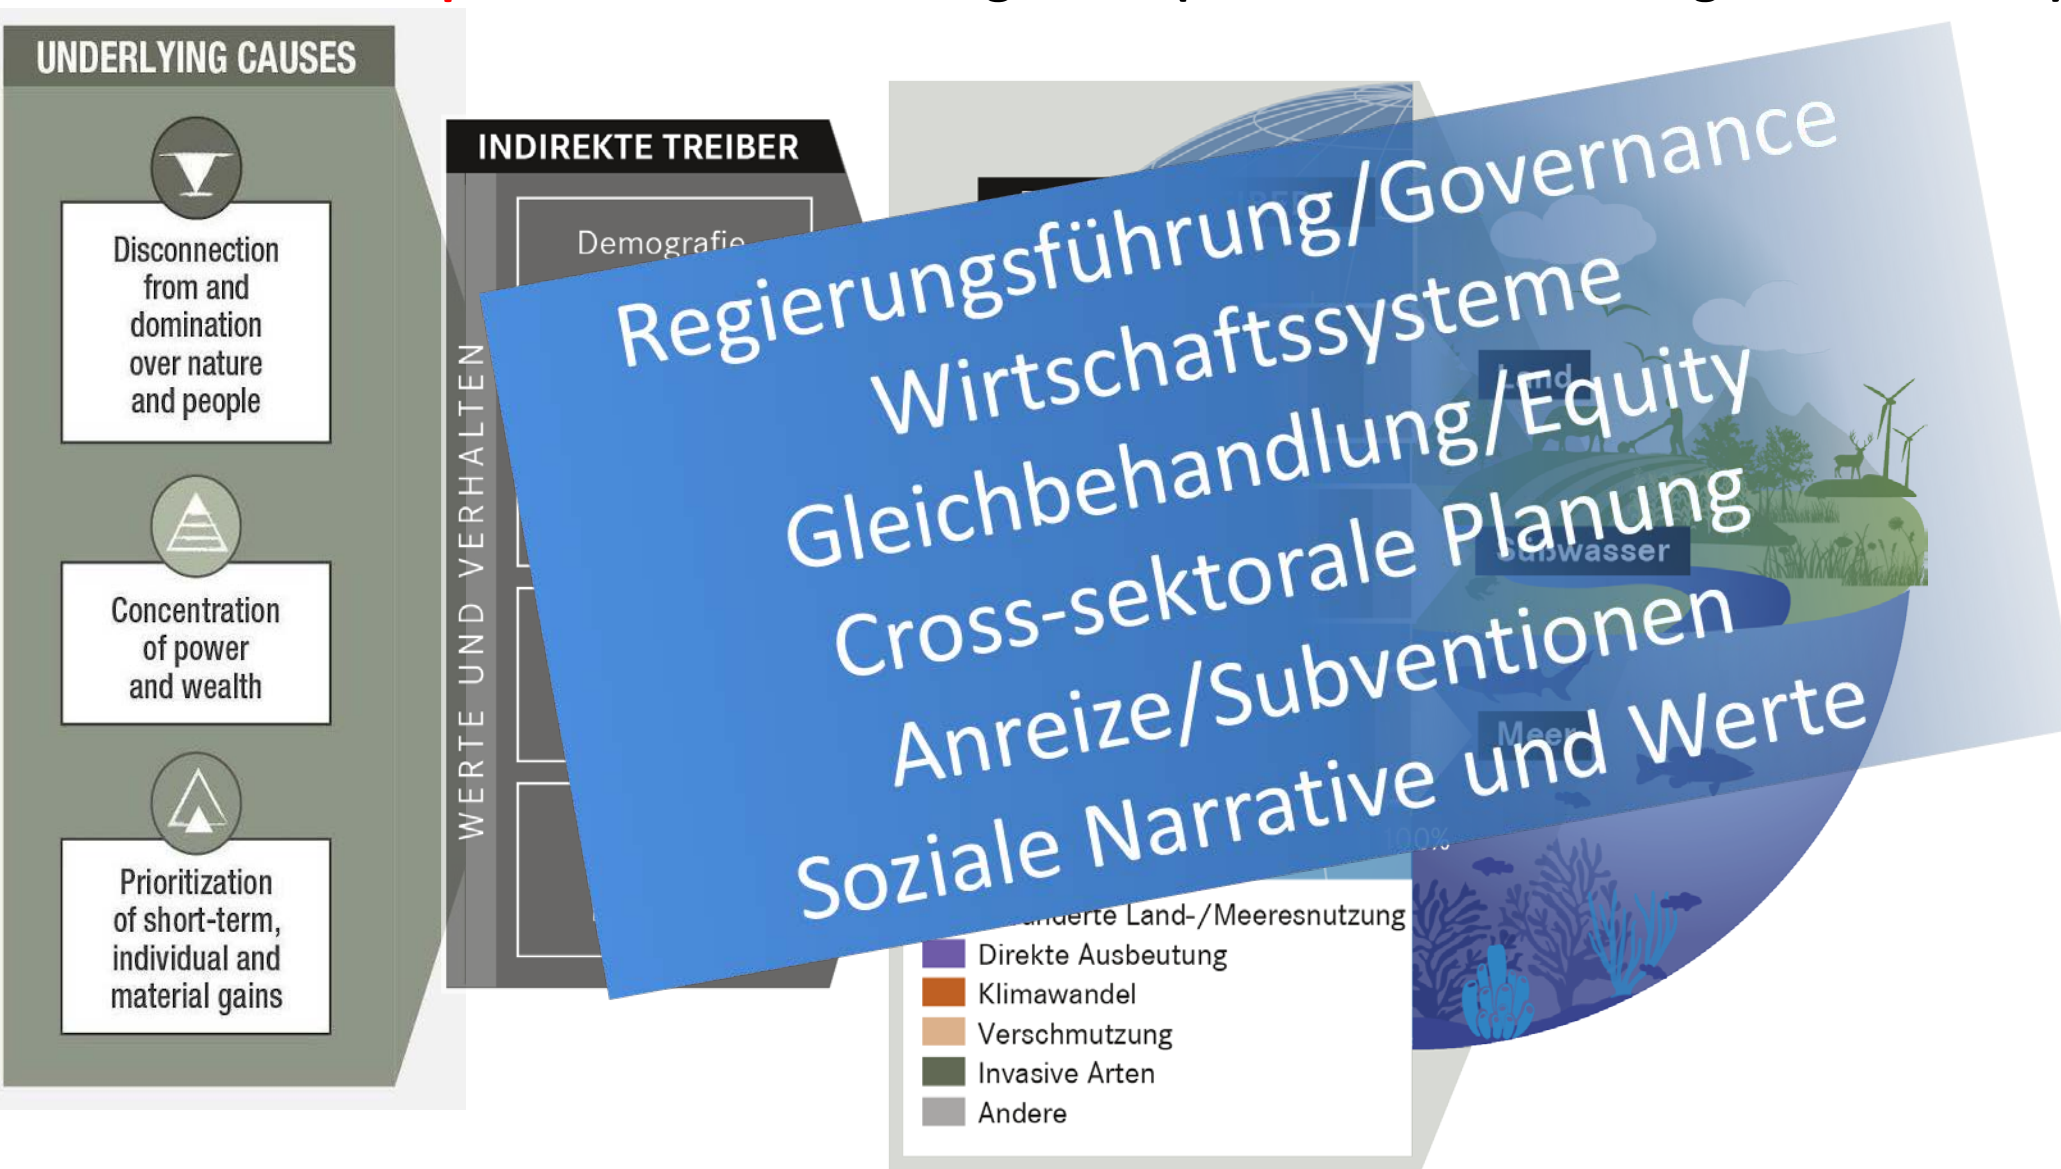 UNDERLYING CAUSES
Disconnection
from and
domination
over nature
and people
Concentration
of power
and wealth
Prioritization
of short-term,
individual and
material gains
INDIREKTE TREIBER
WERTE UND VERHALTEN
Demografie
Regierungsführung/Governance
Wirtschaftssysteme
Gleichbehandlung/Equity
Cross-sektorale Planung
Anreize/Subventionen
Soziale Narrative und Werte
Land
Süßwasser
Meer
100%
Land-/Meeresnutzung
Direkte Ausbeutung
Klimawandel
Verschmutzung
Invasive Arten
Andere